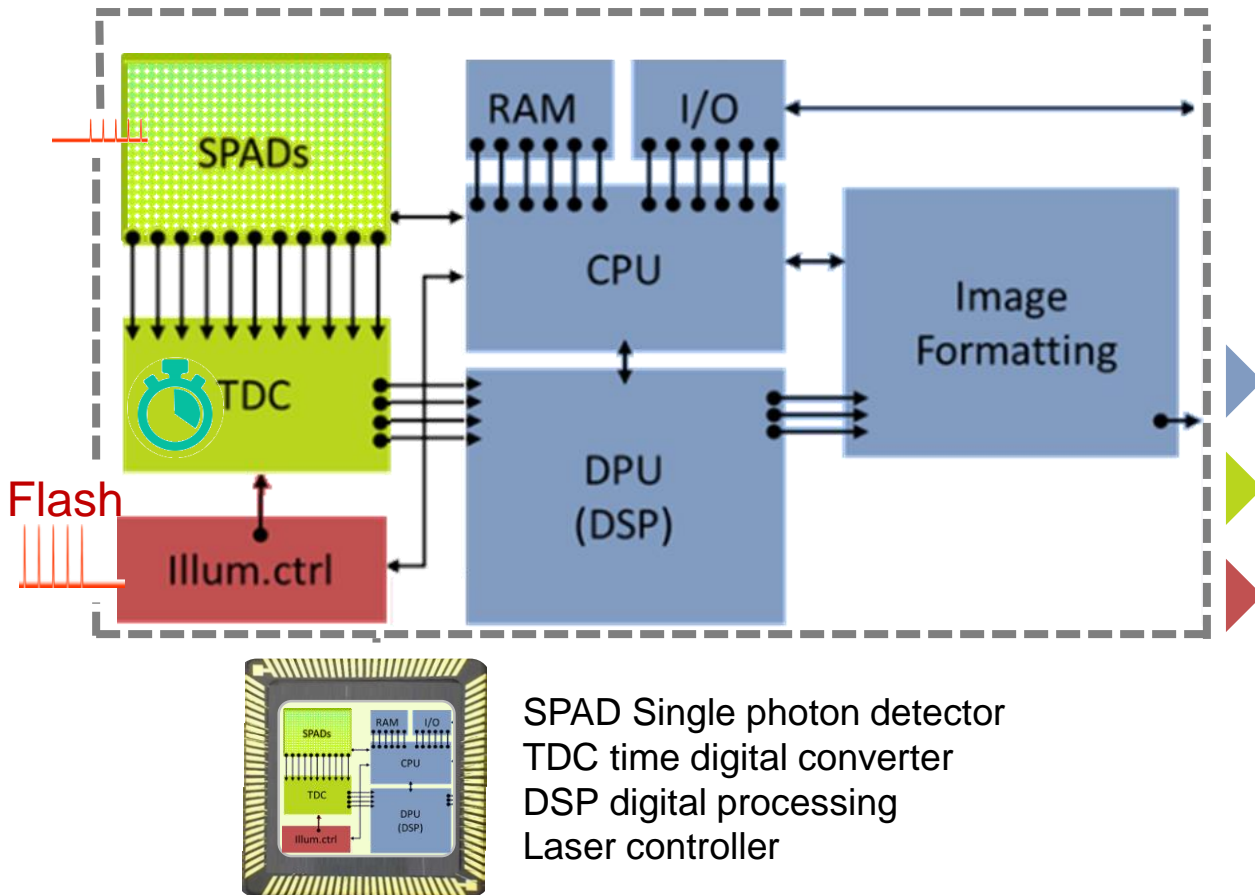 SPADs
RAM
I/O
CPU
Image
Formatting
TDC
DPU
(DSP)
Flash
Illum.ctrl
SPADs
RAM
I/O
CPU
TDC
DPU
(DSP)
Illum.ctrl
SPAD Single photon detector
TDC time digital converter
DSP digital processing
Laser controller